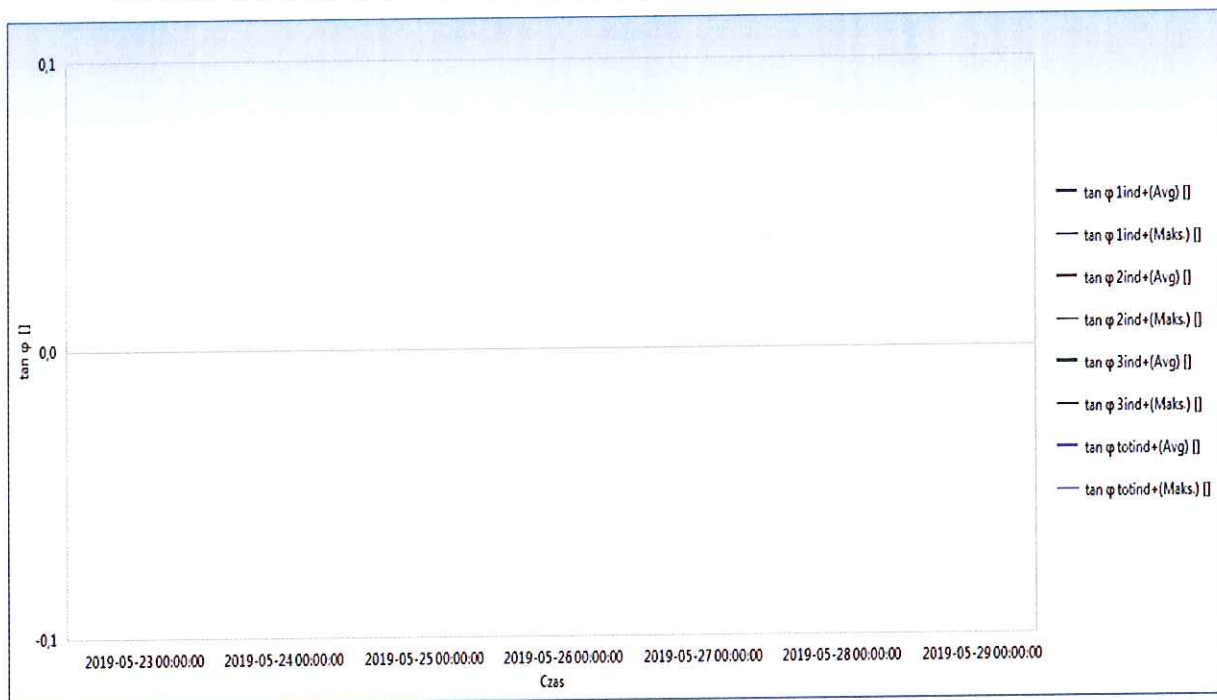 0,1
0,0
-0,1
tan φ []
2019-05-23 00:00:00 2019-05-24 00:00:00 2019-05-25 00:00:00 2019-05-26 00:00:00 2019-05-27 00:00:00 2019-05-28 00:00:00 2019-05-29 00:00:00
Czas
tan φ 1ind+(Avg) []
tan φ 1ind+(Maks.) []
tan φ 2ind+(Avg) []
tan φ 2ind+(Maks.) []
tan φ 3ind+(Avg) []
tan φ 3ind+(Maks.) []
tan φ totind+(Avg) []
tan φ totind+(Maks.) []